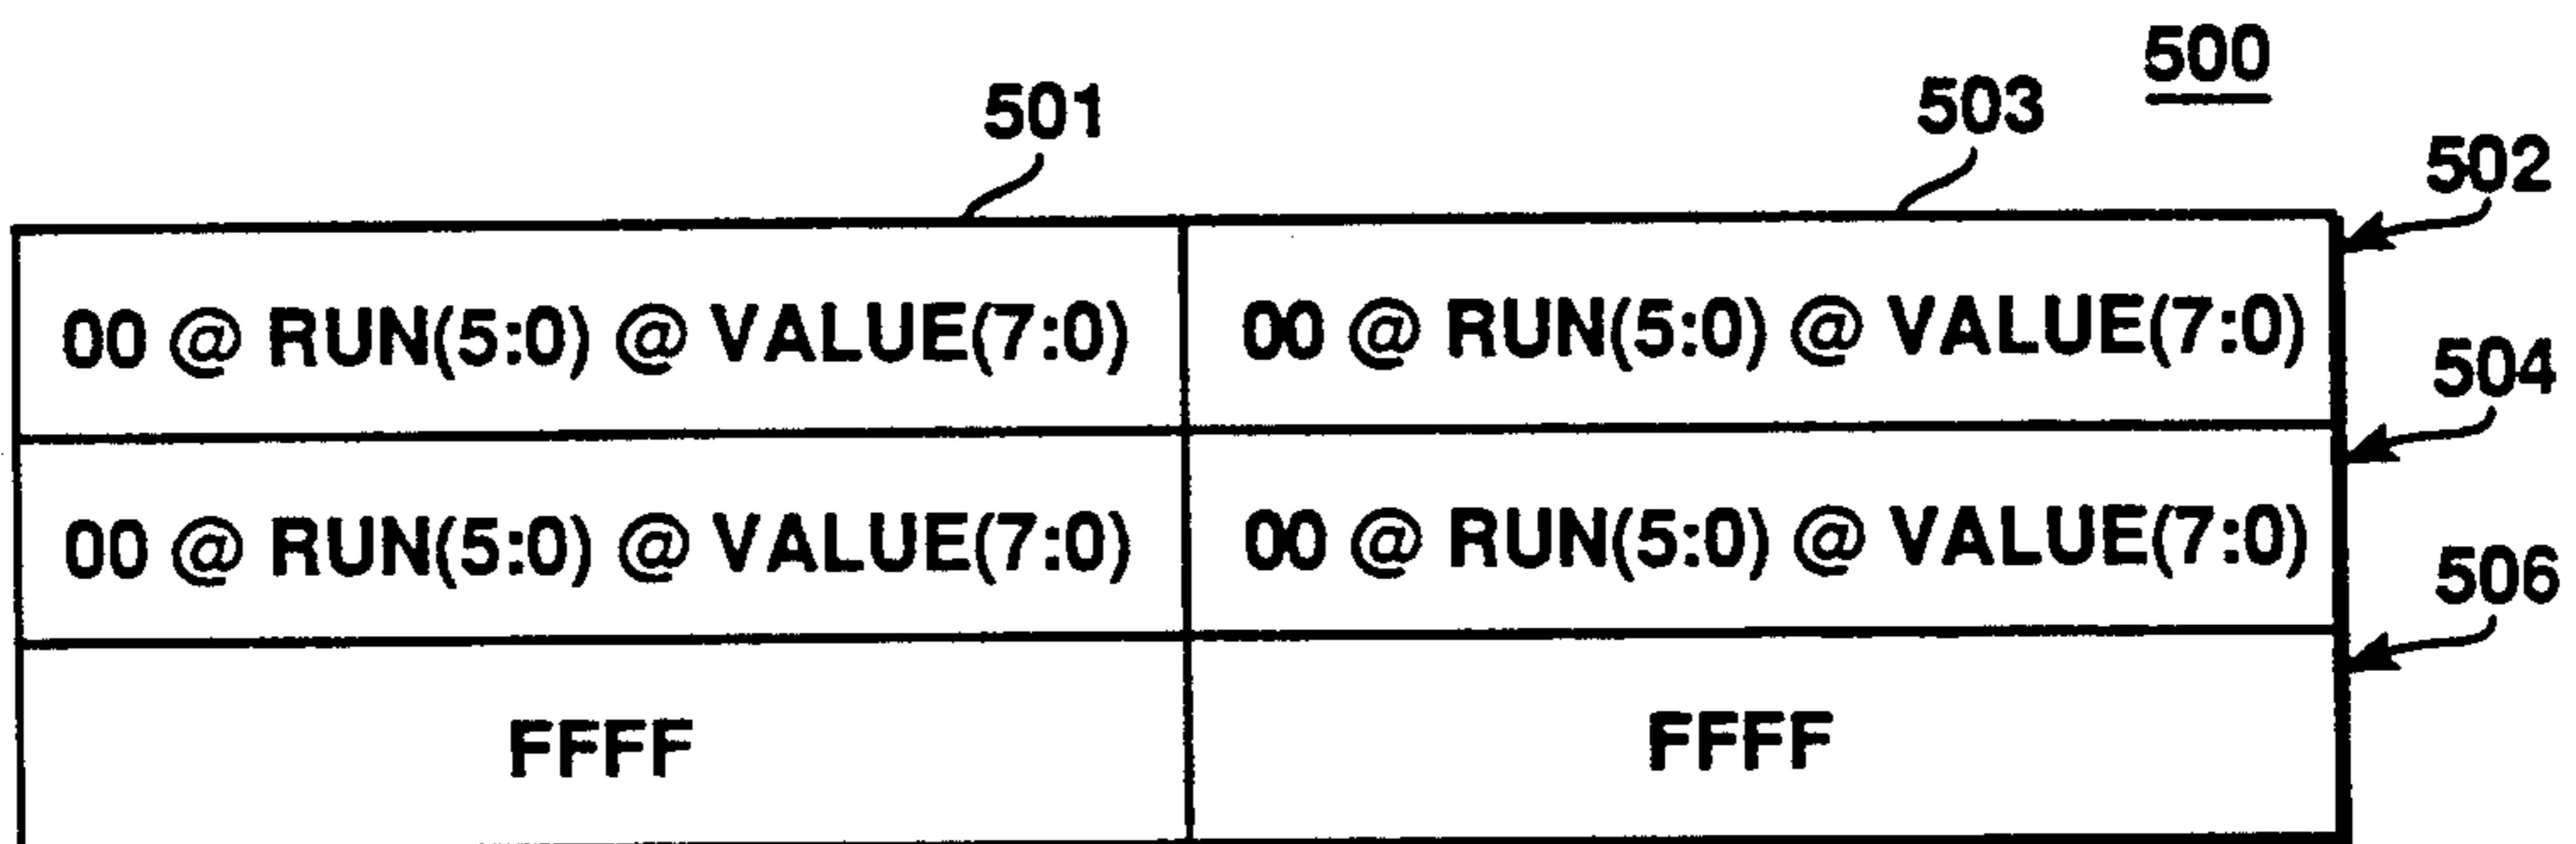 500
501 503
502
00 @ RUN(5:0) @ VALUE(7:0) 00 @ RUN(5:0) @ VALUE(7:0)
504
00 @ RUN(5:0) @ VALUE(7:0) 00 @ RUN(5:0) @ VALUE(7:0)
506
FFFF FFFF